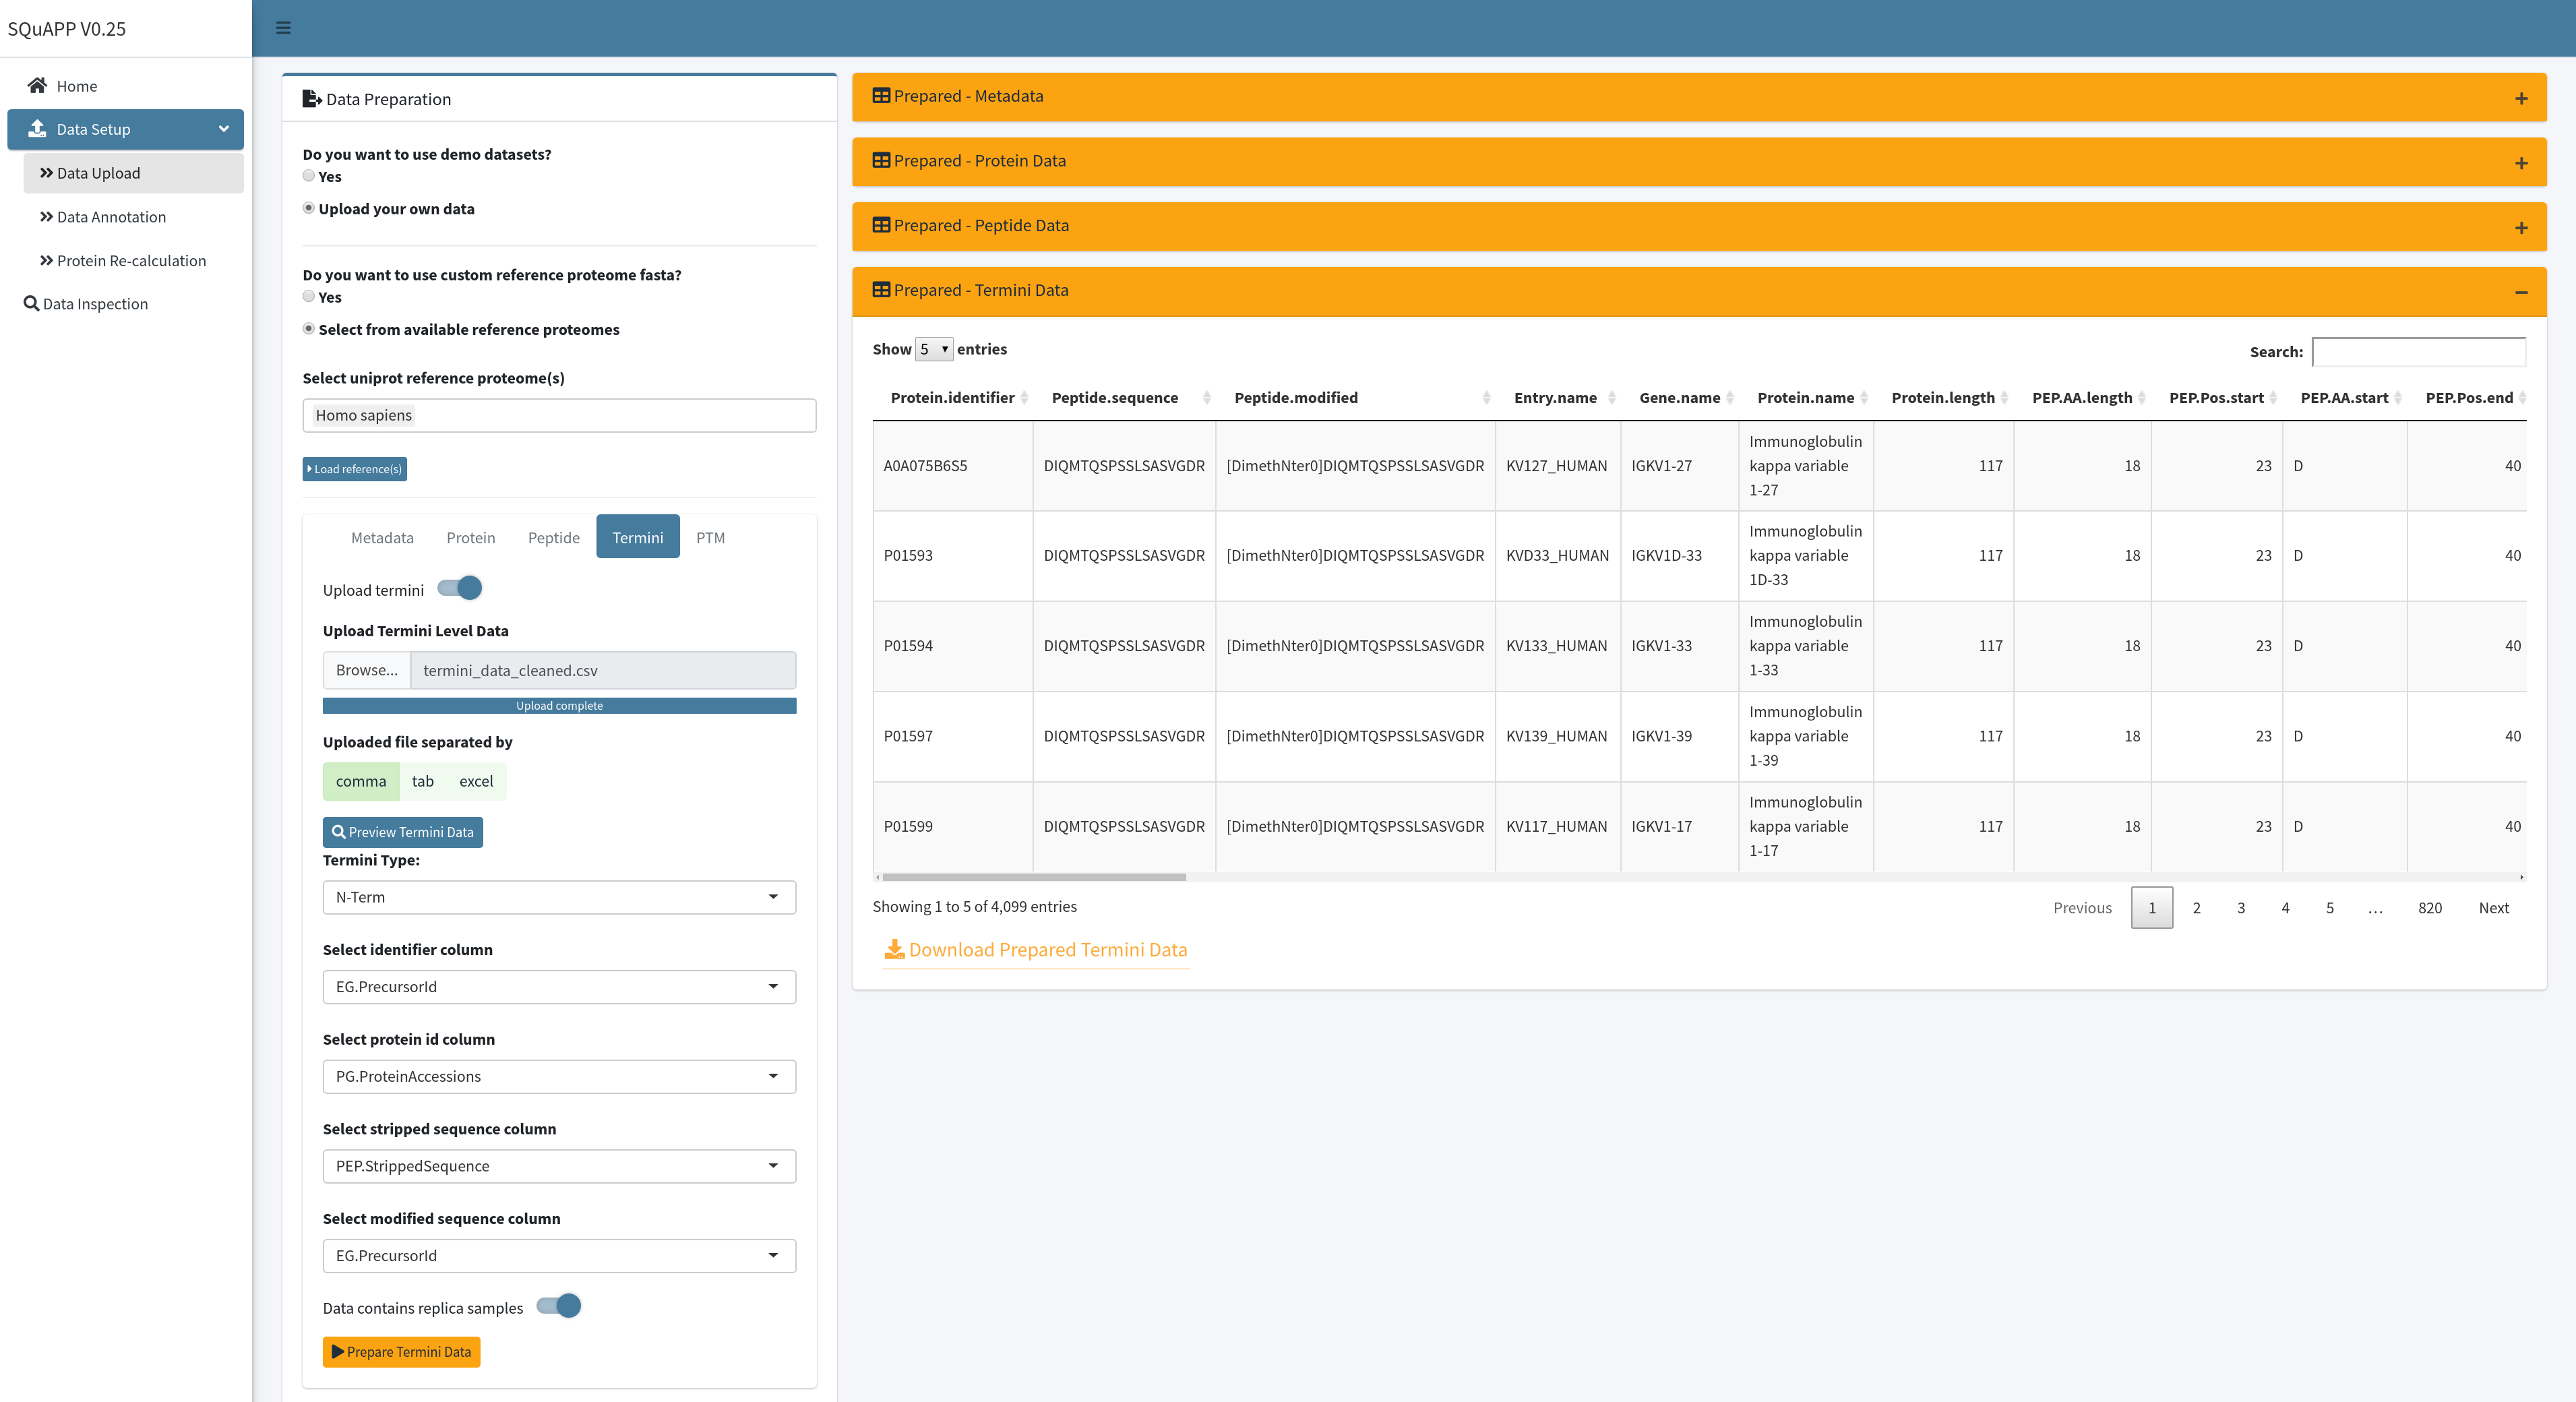 SQuAPP V0.25
Home
Data Setup
Data Upload
Data Annotation
Protein Re-calculation
Data Inspection
Data Preparation
Do you want to use demo datasets?
Yes
Upload your own data
Do you want to use custom reference proteome fasta?
Yes
Select from available reference proteomes
Select uniprot reference proteome(s)
Homo sapiens
Load reference(s)
Metadata Protein Peptide Termini PTM
Upload termini
Upload Termini Level Data
Browse... termini_data_cleaned.csv
Upload complete
Uploaded file separated by
comma tab excel
Preview Termini Data
Termini Type:
N-Term
Select identifier column
EG.PrecursorId
Select protein id column
PG.ProteinAccessions
Select stripped sequence column
PEP.StrippedSequence
Select modified sequence column
EG.PrecursorId
Data contains replica samples
Prepare Termini Data
Prepared - Metadata
Prepared - Protein Data
Prepared - Peptide Data
Prepared - Termini Data
Show 5 entries Search:
Protein.identifier Peptide.sequence Peptide.modified Entry.name Gene.name Protein.name Protein.length PEP.AA.length PEP.Pos.start PEP.AA.start PEP.Pos.end
A0A075B6S5 DIQMTQSPSSLSASVGDR [DimethNter0]DIQMTQSPSSLSASVGDR KV127_HUMAN IGKV1-27 Immunoglobulin kappa variable 1-27 117 18 23 D 40
P01593 DIQMTQSPSSLSASVGDR [DimethNter0]DIQMTQSPSSLSASVGDR KVD33_HUMAN IGKV1D-33 Immunoglobulin kappa variable 1D-33 117 18 23 D 40
P01594 DIQMTQSPSSLSASVGDR [DimethNter0]DIQMTQSPSSLSASVGDR KV133_HUMAN IGKV1-33 Immunoglobulin kappa variable 1-33 117 18 23 D 40
P01597 DIQMTQSPSSLSASVGDR [DimethNter0]DIQMTQSPSSLSASVGDR KV139_HUMAN IGKV1-39 Immunoglobulin kappa variable 1-39 117 18 23 D 40
P01599 DIQMTQSPSSLSASVGDR [DimethNter0]DIQMTQSPSSLSASVGDR KV117_HUMAN IGKV1-17 Immunoglobulin kappa variable 1-17 117 18 23 D 40
Showing 1 to 5 of 4,099 entries
Previous 1 2 3 4 5 … 820 Next
Download Prepared Termini Data